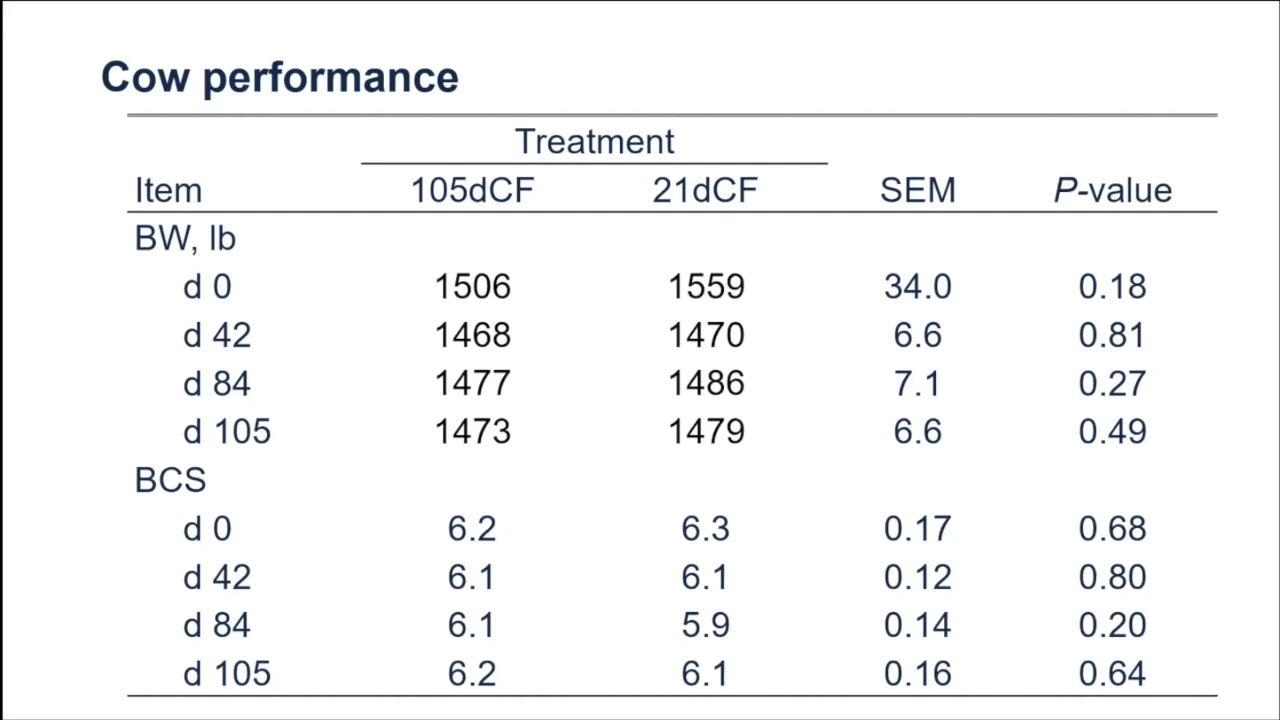 Cow performance
Treatment
Item 105dCF 21dCF SEM P-value
BW, lb
d 0 1506 1559 34.0 0.18
d 42 1468 1470 6.6 0.81
d 84 1477 1486 7.1 0.27
d 105 1473 1479 6.6 0.49
BCS
d 0 6.2 6.3 0.17 0.68
d 42 6.1 6.1 0.12 0.80
d 84 6.1 5.9 0.14 0.20
d 105 6.2 6.1 0.16 0.64